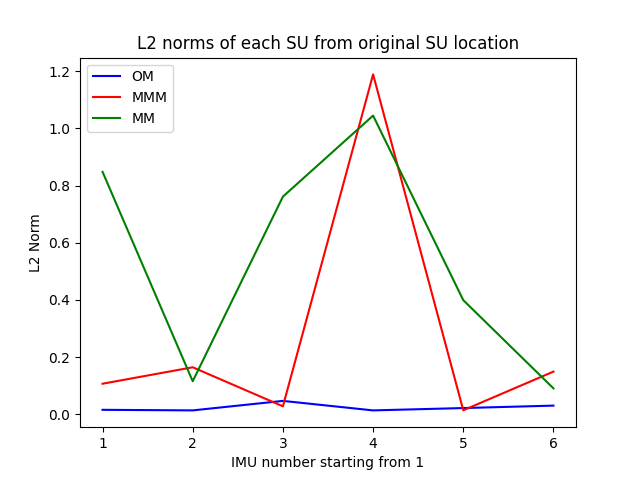 L2 norms of each SU from original SU location
OM
MMM
MM
L2 Norm
1.2
1.0
0.8
0.6
0.4
0.2
0.0
1 2 3 4 5 6
IMU number starting from 1